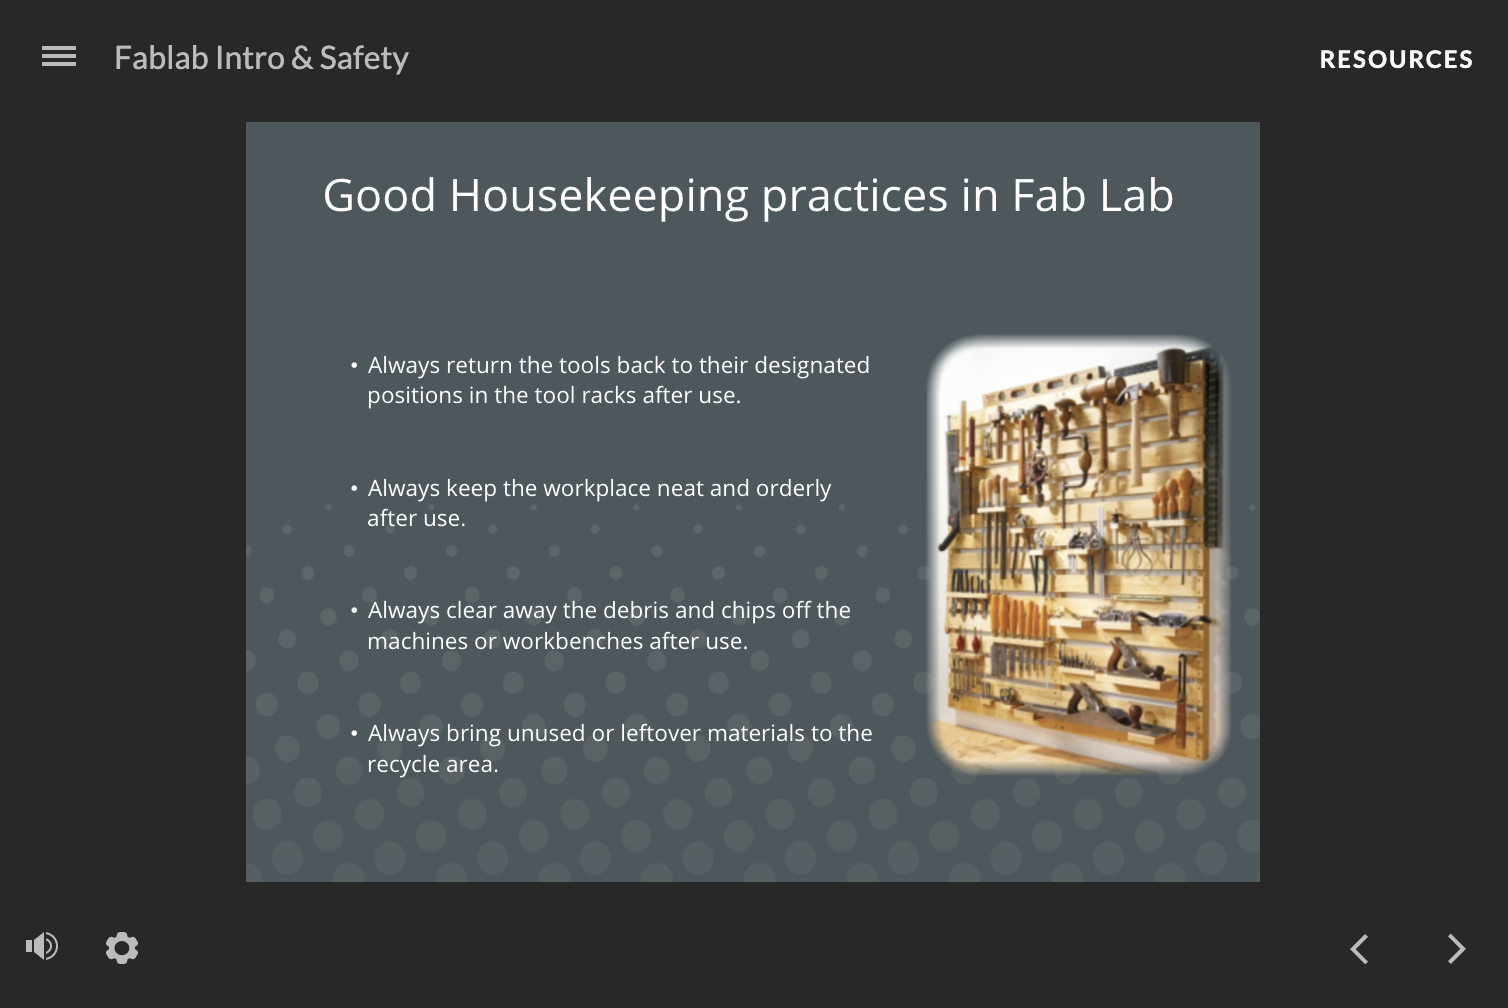 Fablab Intro & Safety
RESOURCES
Good Housekeeping practices in Fab Lab
• Always return the tools back to their designated
positions in the tool racks after use.
• Always keep the workplace neat and orderly
after use.
• Always clear away the debris and chips off the
machines or workbenches after use.
• Always bring unused or leftover materials to the
recycle area.